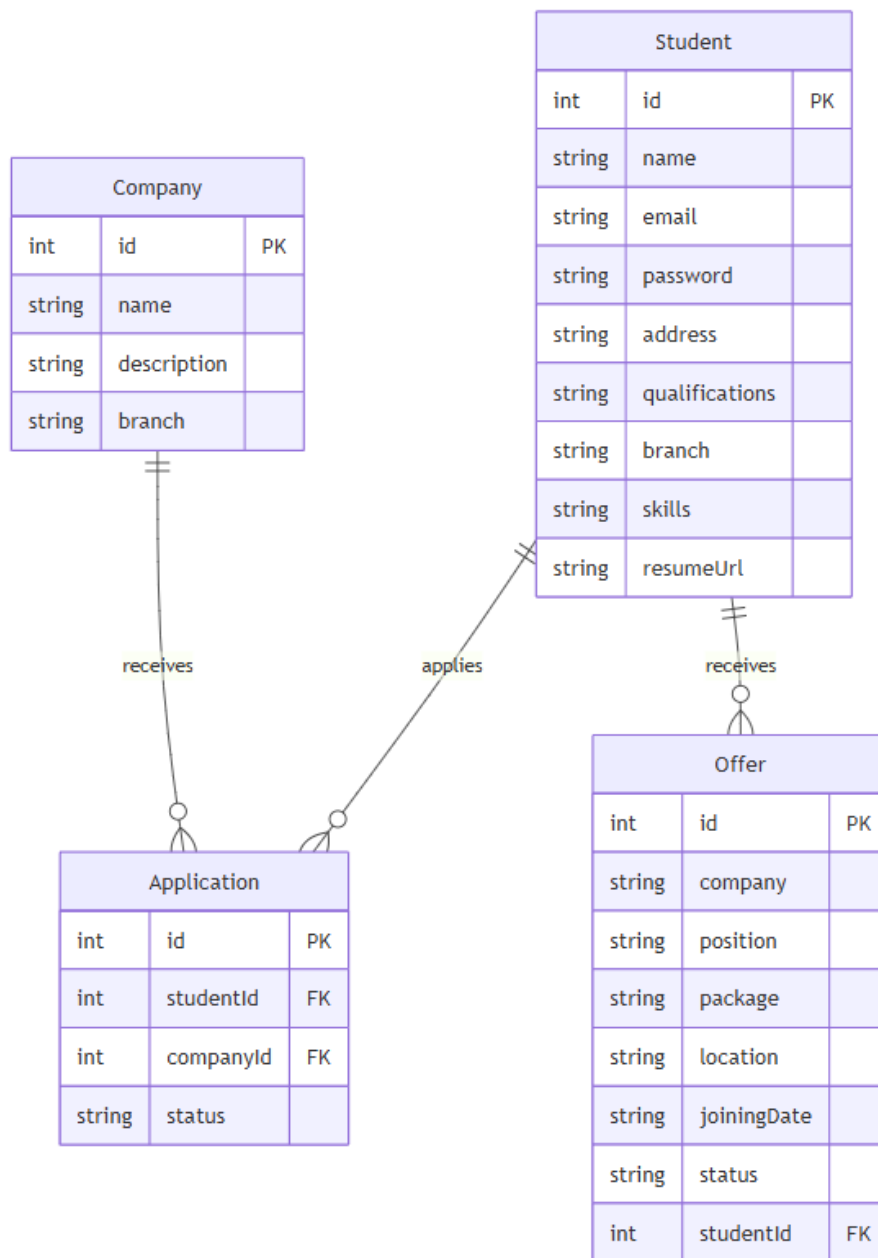 Student
int id PK
string name
string email
string password
string address
string qualifications
string branch
string skills
string resumeUrl
Company
int id PK
string name
string description
string branch
receives
applies
receives
Application
int id PK
int studentId FK
int companyId FK
string status
Offer
int id PK
string company
string position
string package
string location
string joiningDate
string status
int studentId FK